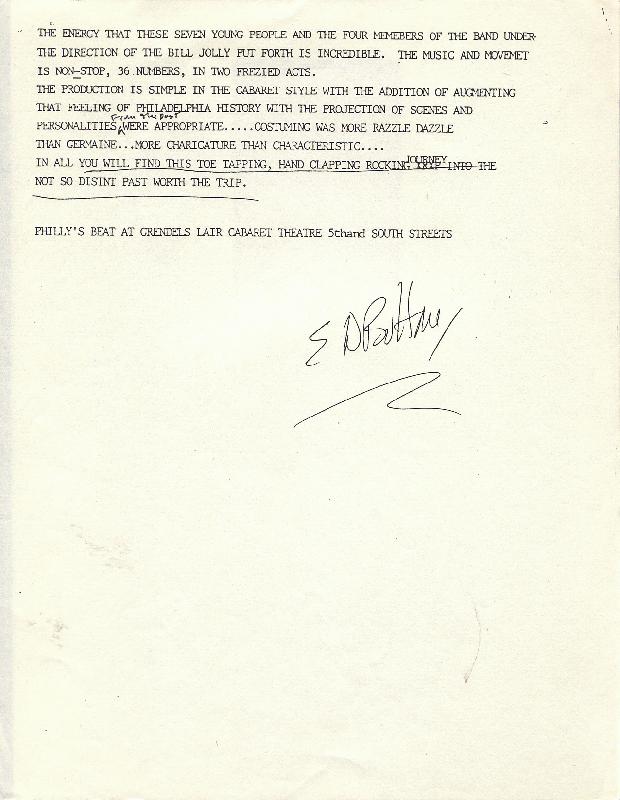 THE ENERGY THAT THESE SEVEN YOUNG PEOPLE AND THE FOUR MEMEBERS OF THE BAND UNDER
THE DIRECTION OF THE BILL JOLLY PUT FORTH IS INCREDIBLE. THE MUSIC AND MOVEMET
IS NON-STOP, 36 NUMBERS, IN TWO FREZIED ACTS.
THE PRODUCTION IS SIMPLE IN THE CABARET STYLE WITH THE ADDITION OF AUGMENTING
THAT FEELING OF PHILADELPHIA HISTORY WITH THE PROJECTION OF SCENES AND
from the past
PERSONALITIES WERE APPROPRIATE.....COSTUMING WAS MORE RAZZLE DAZZLE
THAN GERMAINE...MORE CHARICATURE THAN CHARACTERISTIC....
JOURNEY
IN ALL YOU WILL FIND THIS TOE TAPPING, HAND CLAPPING ROCKING TRIP INTO THE
NOT SO DISINT PAST WORTH THE TRIP.
PHILLY'S BEAT AT GRENDELS LAIR CABARET THEATRE 5thand SOUTH STREETS